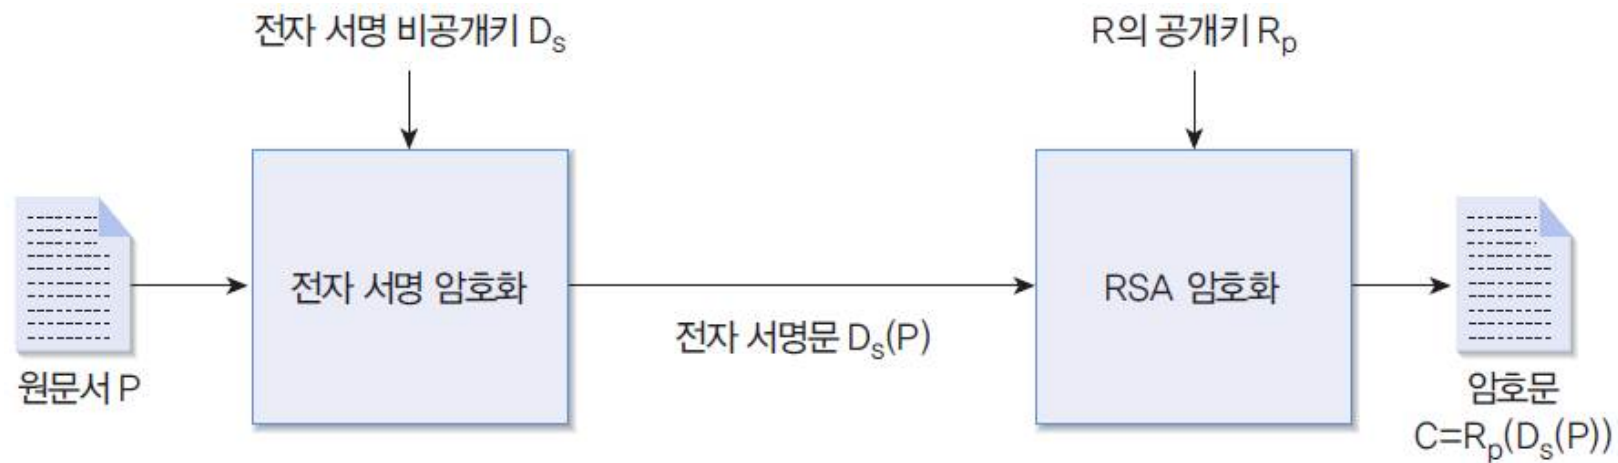 전자 서명 비공개키 Ds
R의 공개키 Rp
전자 서명 암호화
RSA 암호화
전자 서명문 Ds(P)
원문서 P
암호문
C=Rp(Ds(P))